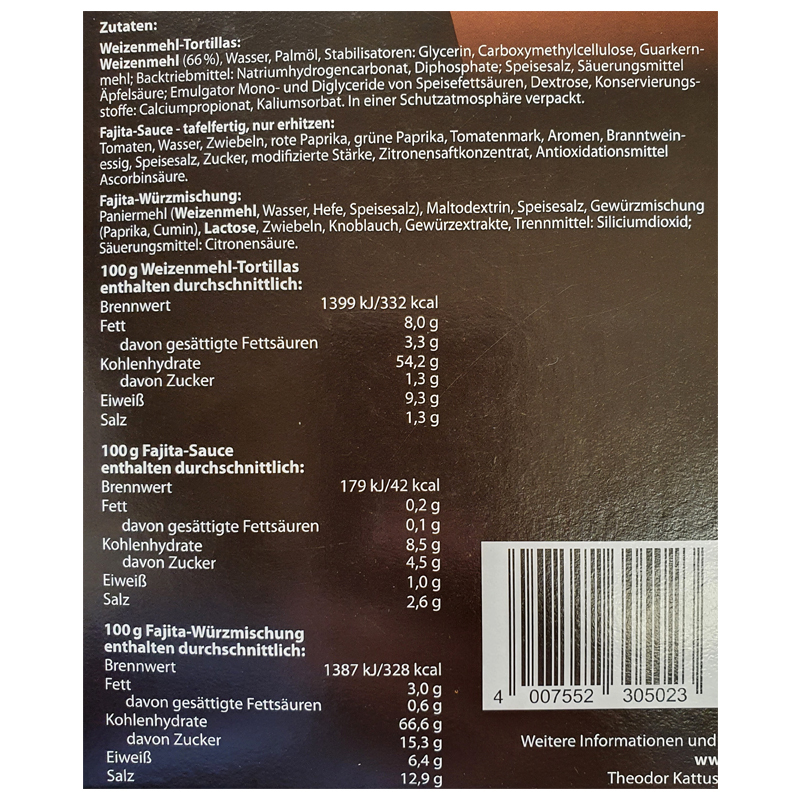 Zutaten:
Weizenmehl-Tortillas:
Weizenmehl (66%), Wasser, Palmöl, Stabilisatoren: Glycerin, Carboxymethylcellulose, Guarkern-
mehl; Backtriebmittel: Natriumhydrogencarbonat, Diphosphate; Speisesalz, Säuerungsmittel
Äpfelsäure; Emulgator Mono- und Diglyceride von Speisefettsäuren, Dextrose, Konservierungs-
stoffe: Calciumpropionat, Kaliumsorbat. In einer Schutzatmosphäre verpackt.
Fajita-Sauce - tafelfertig, nur erhitzen:
Tomaten, Wasser, Zwiebeln, rote Paprika, grüne Paprika, Tomatenmark, Aromen, Branntwein-
essig, Speisesalz, Zucker, modifizierte Stärke, Zitronensaftkonzentrat, Antioxidationsmittel
Ascorbinsäure.
Fajita-Würzmischung:
Paniermehl (Weizenmehl, Wasser, Hefe, Speisesalz), Maltodextrin, Speisesalz, Gewürzmischung
(Paprika, Cumin), Lactose, Zwiebeln, Knoblauch, Gewürzextrakte, Trennmittel: Siliciumdioxid;
Säuerungsmittel: Citronensäure.
100 g Weizenmehl-Tortillas
enthalten durchschnittlich:
Brennwert 1399 kJ/332 kcal
Fett 8,0 g
davon gesättigte Fettsäuren 3,3 g
Kohlenhydrate 54,2 g
davon Zucker 1,3 g
Eiweiß 9,3 g
Salz 1,3 g
100 g Fajita-Sauce
enthalten durchschnittlich:
Brennwert 179 kJ/42 kcal
Fett 0,2 g
davon gesättigte Fettsäuren 0,1 g
Kohlenhydrate 8,5 g
davon Zucker 4,5 g
Eiweiß 1,0 g
Salz 2,6 g
100 g Fajita-Würzmischung
enthalten durchschnittlich:
Brennwert 1387 kJ/328 kcal
Fett 3,0 g
davon gesättigte Fettsäuren 0,6 g
Kohlenhydrate 66,6 g
davon Zucker 15,3 g
Eiweiß 6,4 g
Salz 12,9 g
4 007552 305023
Weitere Informationen und
ww
Theodor Kattus